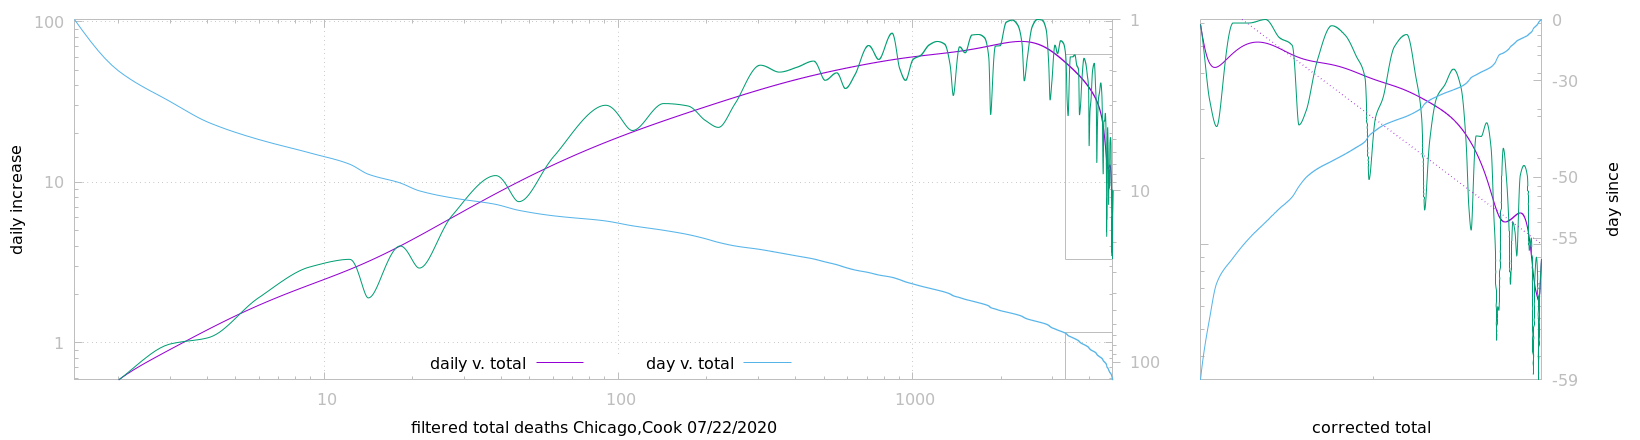 100
10
1
daily increase
10
100
1000
filtered total deaths Chicago,Cook 07/22/2020
daily v. total
day v. total
1
10
100
0
-30
-50
-55
-59
day since
corrected total